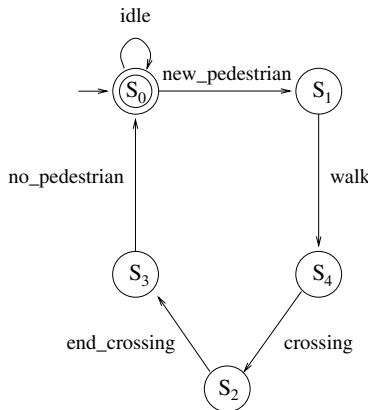 idle
S0
new_pedestrian
S1
no_pedestrian
walk
S3
S4
end_crossing
crossing
S2